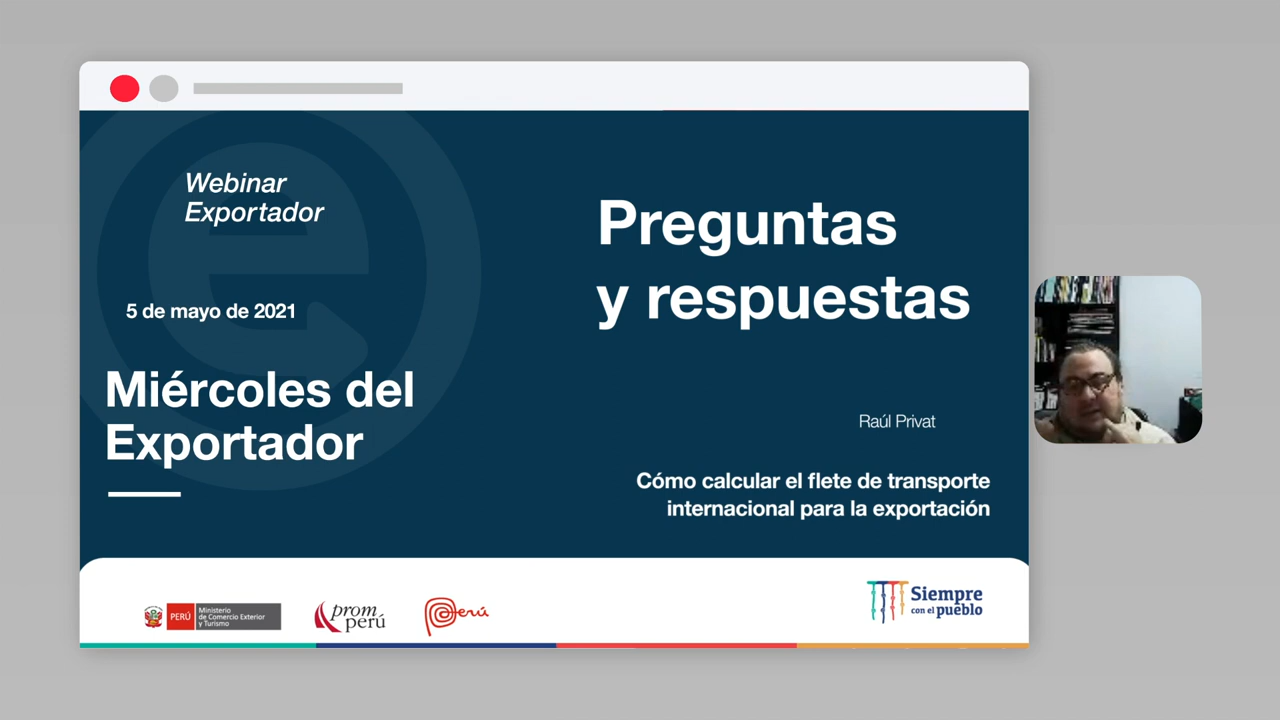 Webinar
Exportador
5 de mayo de 2021
Miércoles del
Exportador
Preguntas
y respuestas
Raúl Privat
Cómo calcular el flete de transporte
internacional para la exportación
PERÚ
Ministerio
de Comercio Exterior
y Turismo
prom
perú
Perú
Siempre
con el pueblo